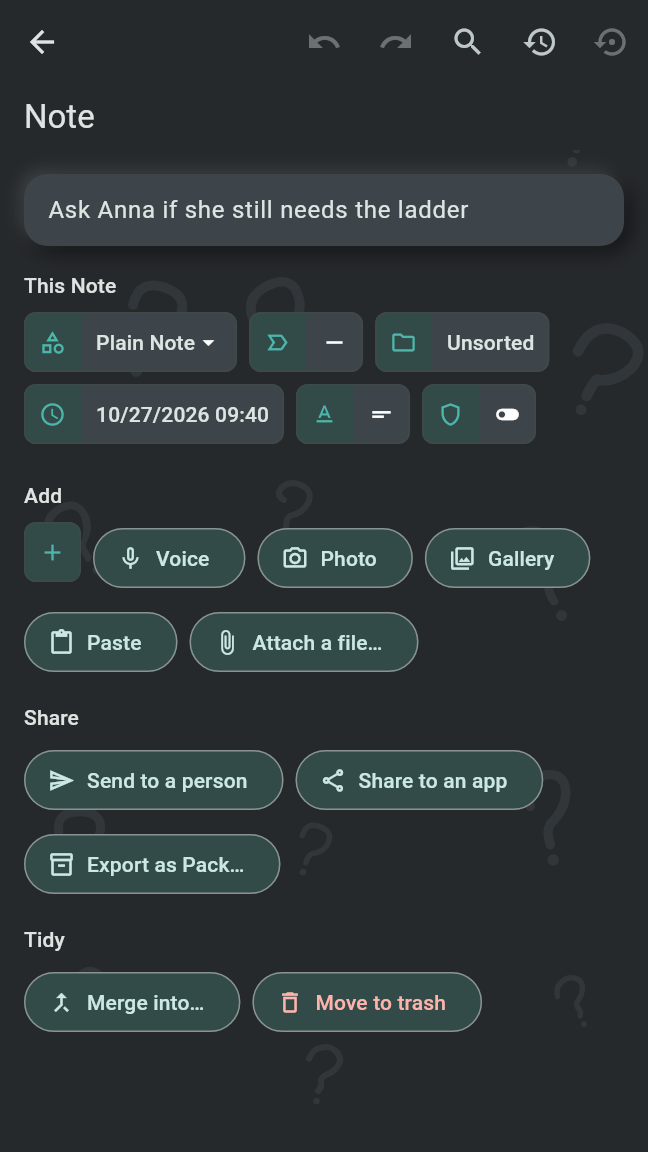 Note
Ask Anna if she still needs the ladder
This Note
Plain Note
Unsorted
10/27/2026 09:40
Add
Voice
Photo
Gallery
Paste
Attach a file…
Share
Send to a person
Share to an app
Export as Pack…
Tidy
Merge into…
Move to trash